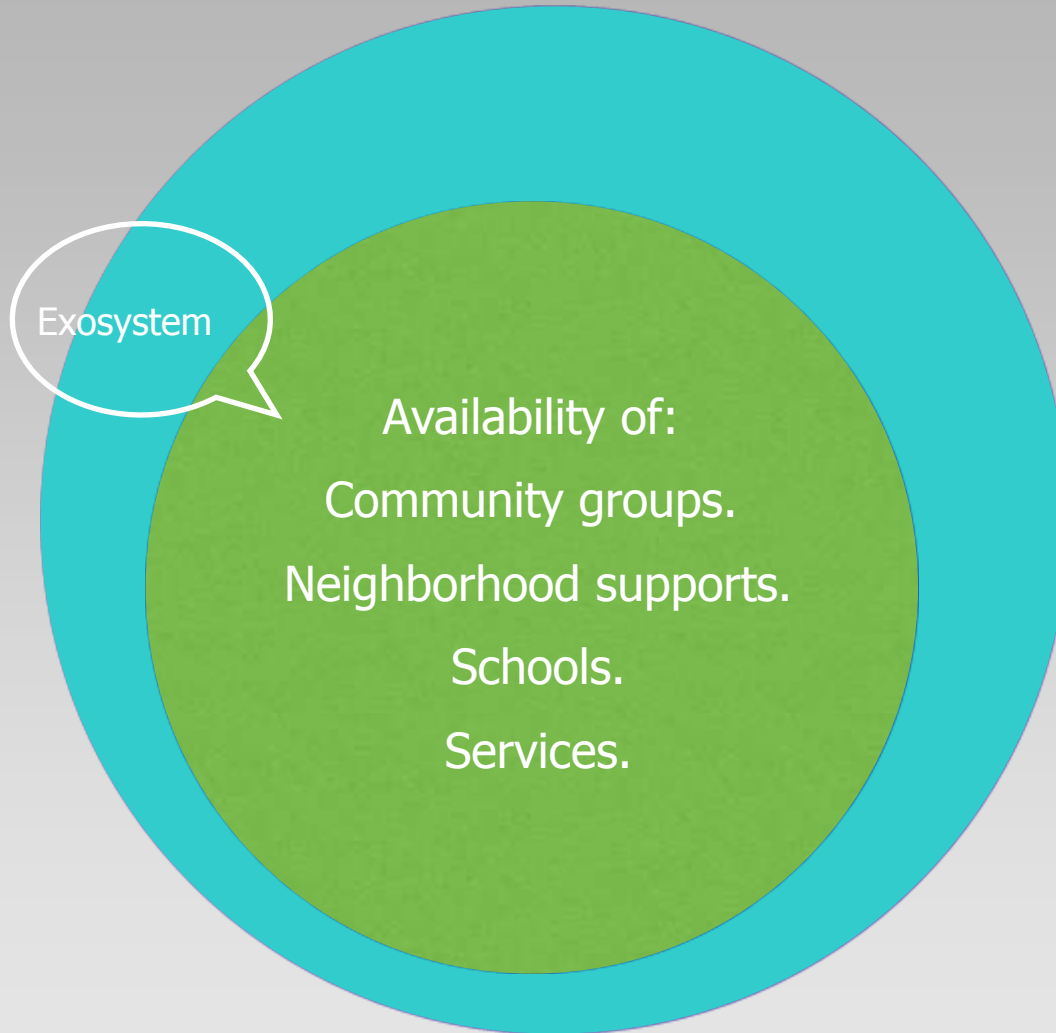 Exosystem
Availability of:
Community groups.
Neighborhood supports.
Schools.
Services.